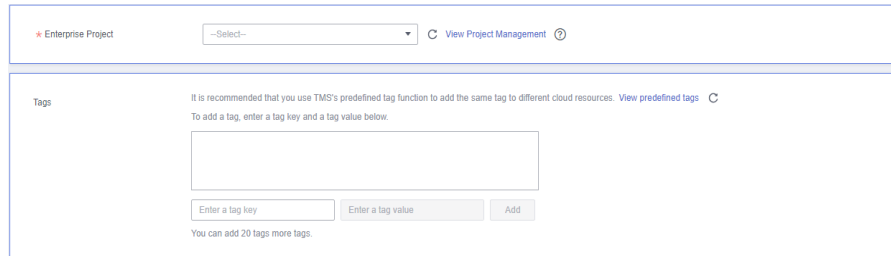 * Enterprise Project
--Select--
View Project Management
Tags
It is recommended that you use TMS's predefined tag function to add the same tag to different cloud resources. View predefined tags
To add a tag, enter a tag key and a tag value below.
Enter a tag key
Enter a tag value
Add
You can add 20 tags more tags.